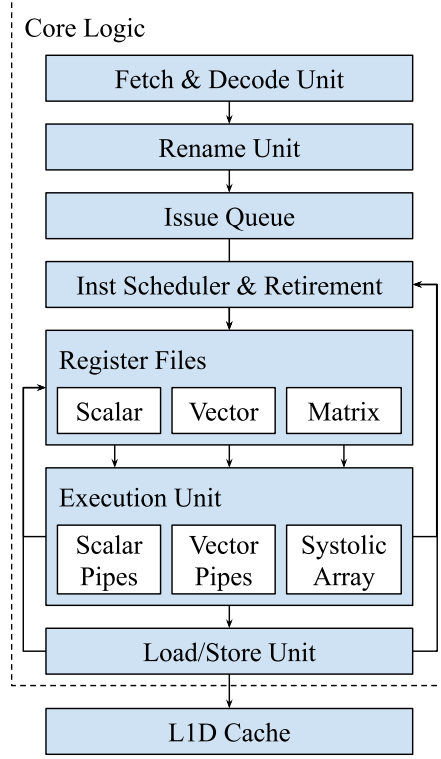 Core Logic
Fetch & Decode Unit
Rename Unit
Issue Queue
Inst Scheduler & Retirement
Register Files
Scalar
Vector
Matrix
Execution Unit
Scalar
Pipes
Vector
Pipes
Systolic
Array
Load/Store Unit
L1D Cache